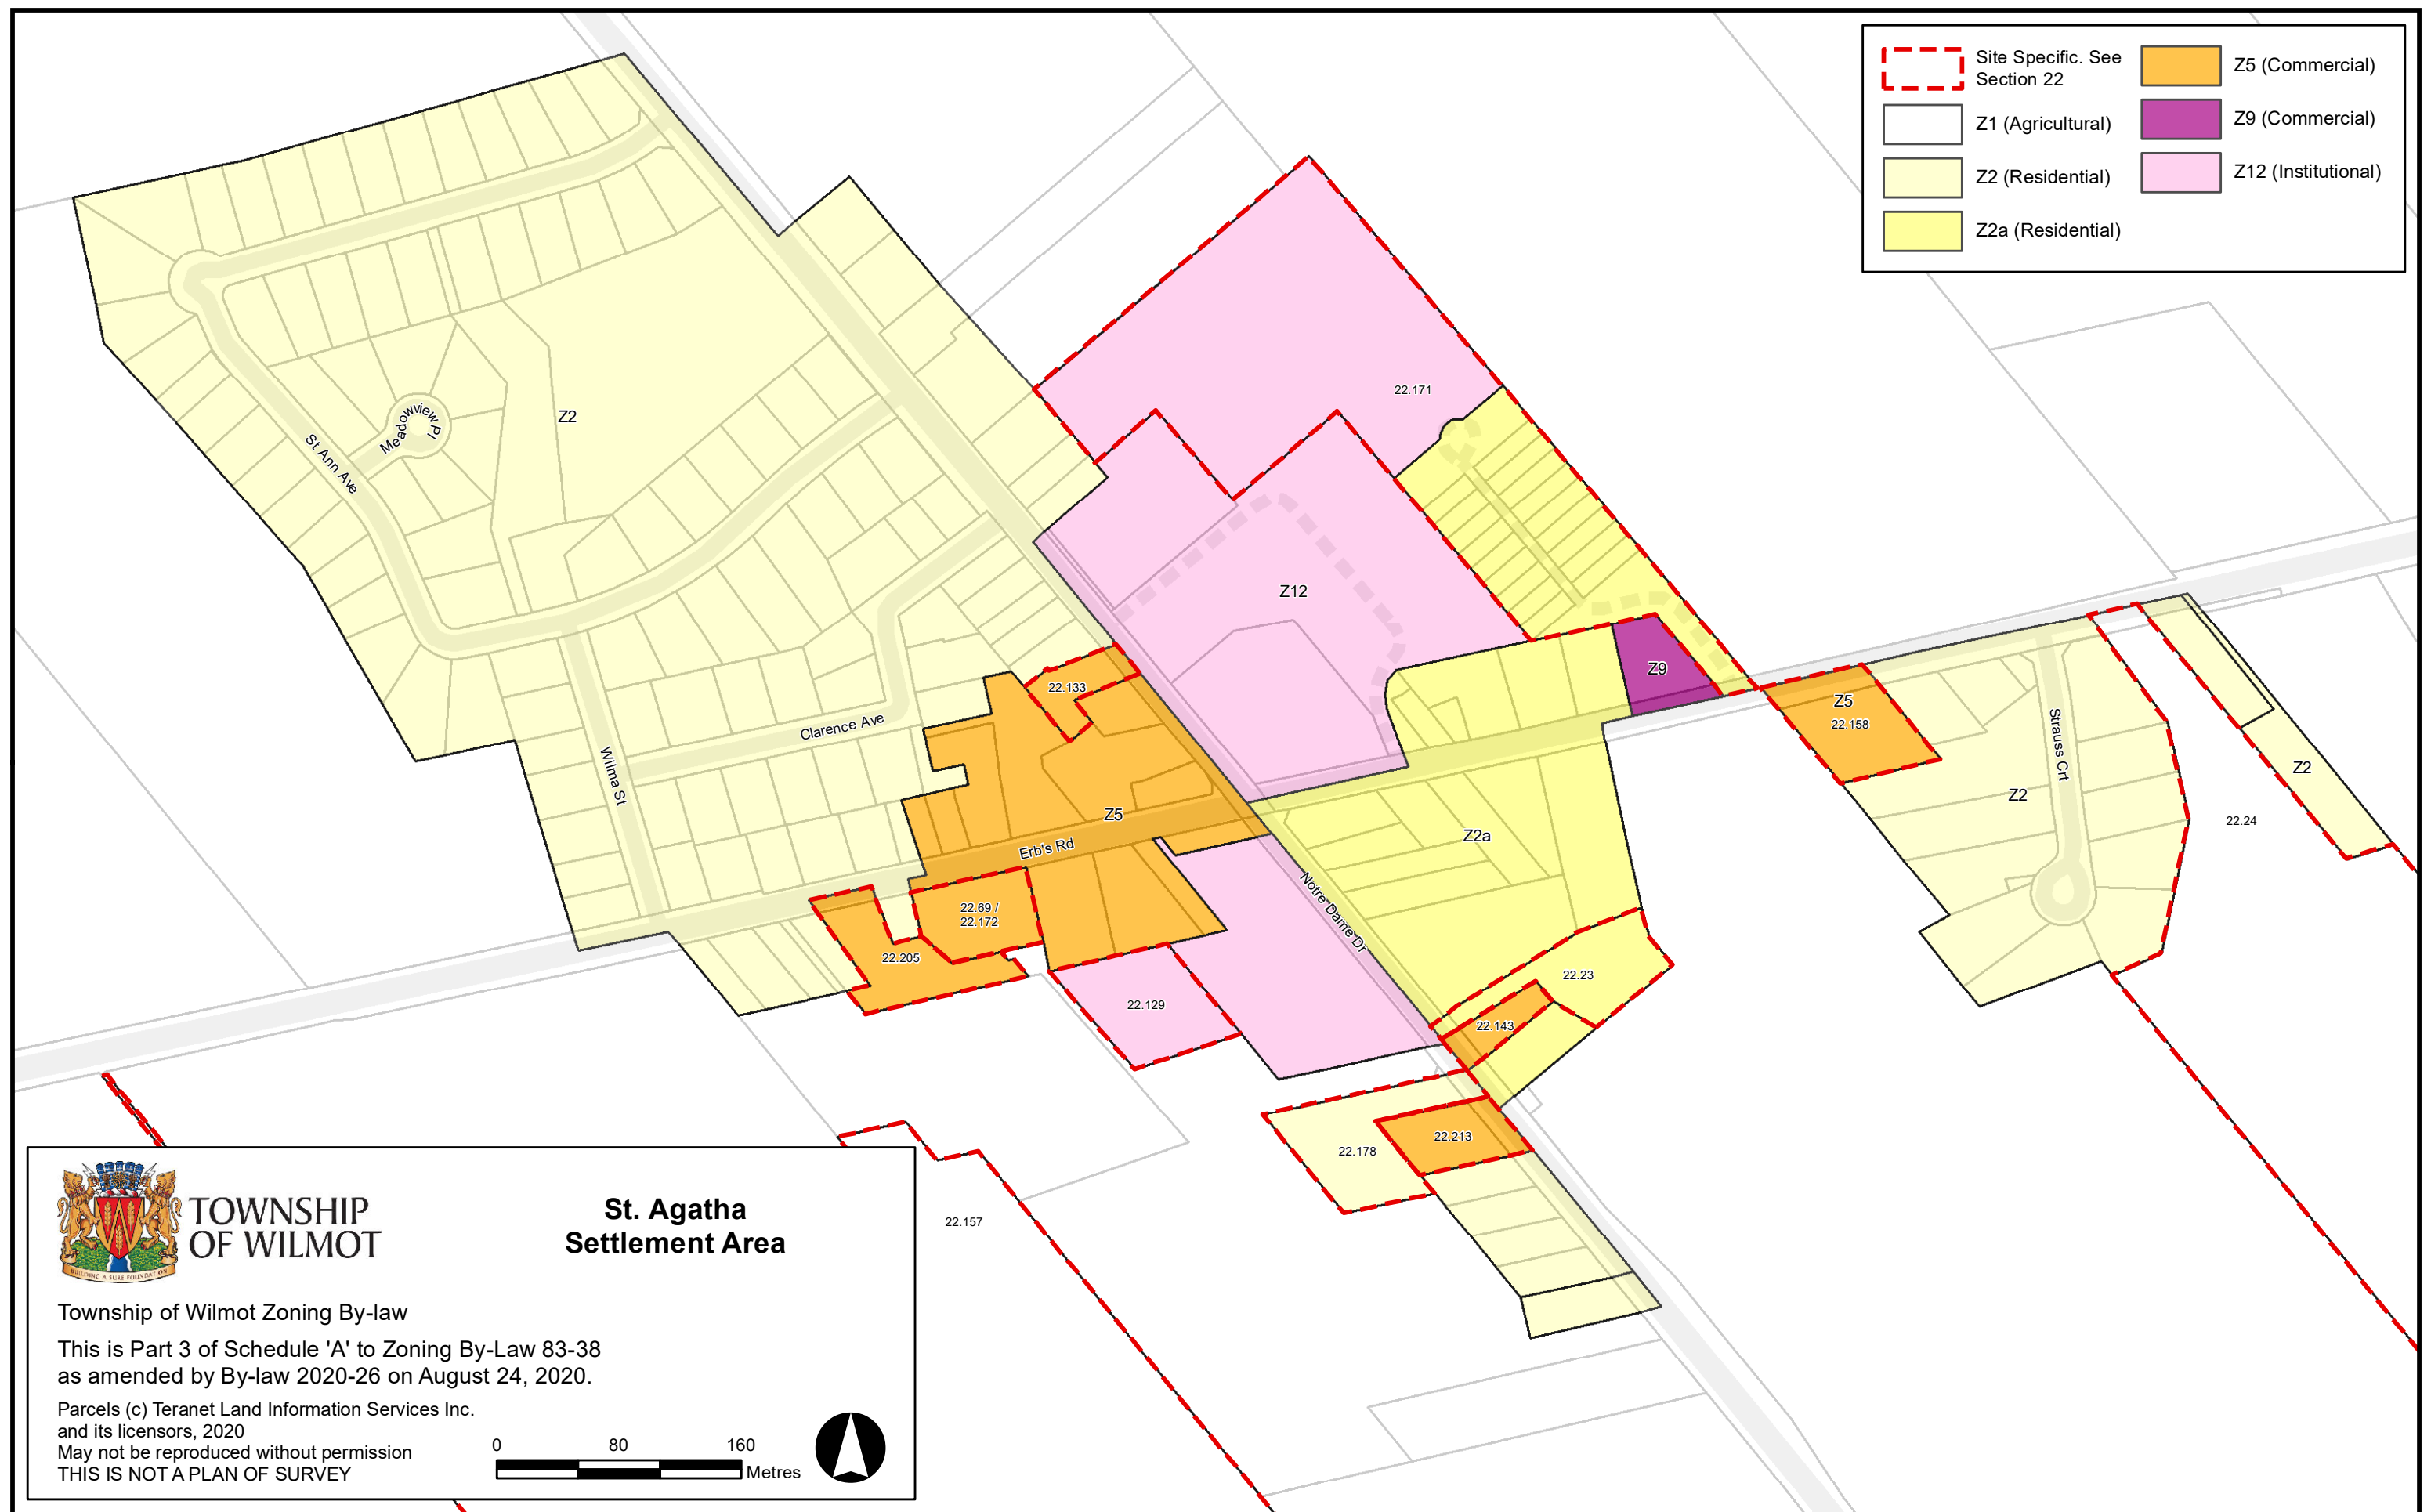 Site Specific. See
Section 22
Z1 (Agricultural)
Z2 (Residential)
Z2a (Residential)
Z5 (Commercial)
Z9 (Commercial)
Z12 (Institutional)
22.171
Z2
Meadowview Pl
St Ann Ave
Z12
Z9
22.133
Z5
22.158
Clarence Ave
Wilma St
Strauss Crt
Z2
Z2
Z5
22.24
Erb's Rd
Z2a
Notre Dame Dr
22.69 /
22.172
22.205
22.23
22.129
22.143
22.213
22.178
22.157
TOWNSHIP
OF WILMOT
BUILDING A SURE FOUNDATION
St. Agatha
Settlement Area
Township of Wilmot Zoning By-law
This is Part 3 of Schedule 'A' to Zoning By-Law 83-38
as amended by By-law 2020-26 on August 24, 2020.
Parcels (c) Teranet Land Information Services Inc.
and its licensors, 2020
May not be reproduced without permission
THIS IS NOT A PLAN OF SURVEY
0 80 160
Metres